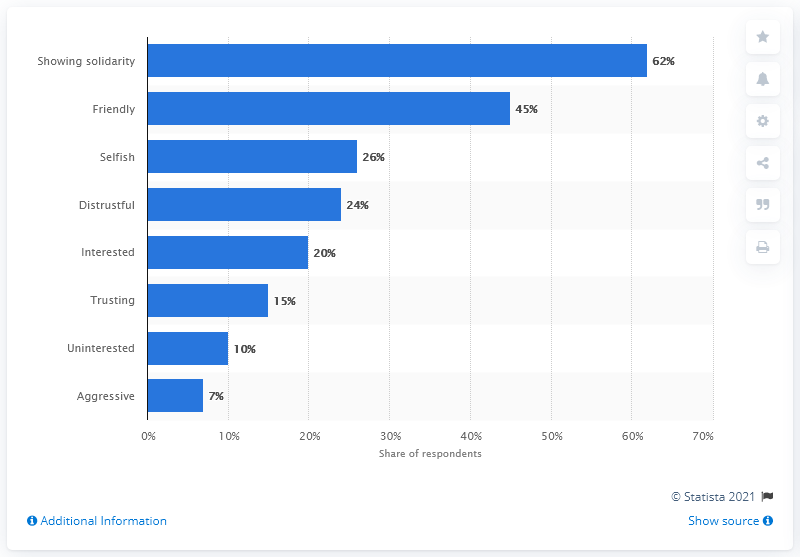 Showing solidarity 62%
Friendly 45%
Selfish 26%
Distrustful 24%
Interested 20%
Trusting 15%
Uninterested 10%
Aggressive 7%
0% 10% 20% 30% 40% 50% 60% 70%
Share of respondents
© Statista 2021
Additional Information Show source